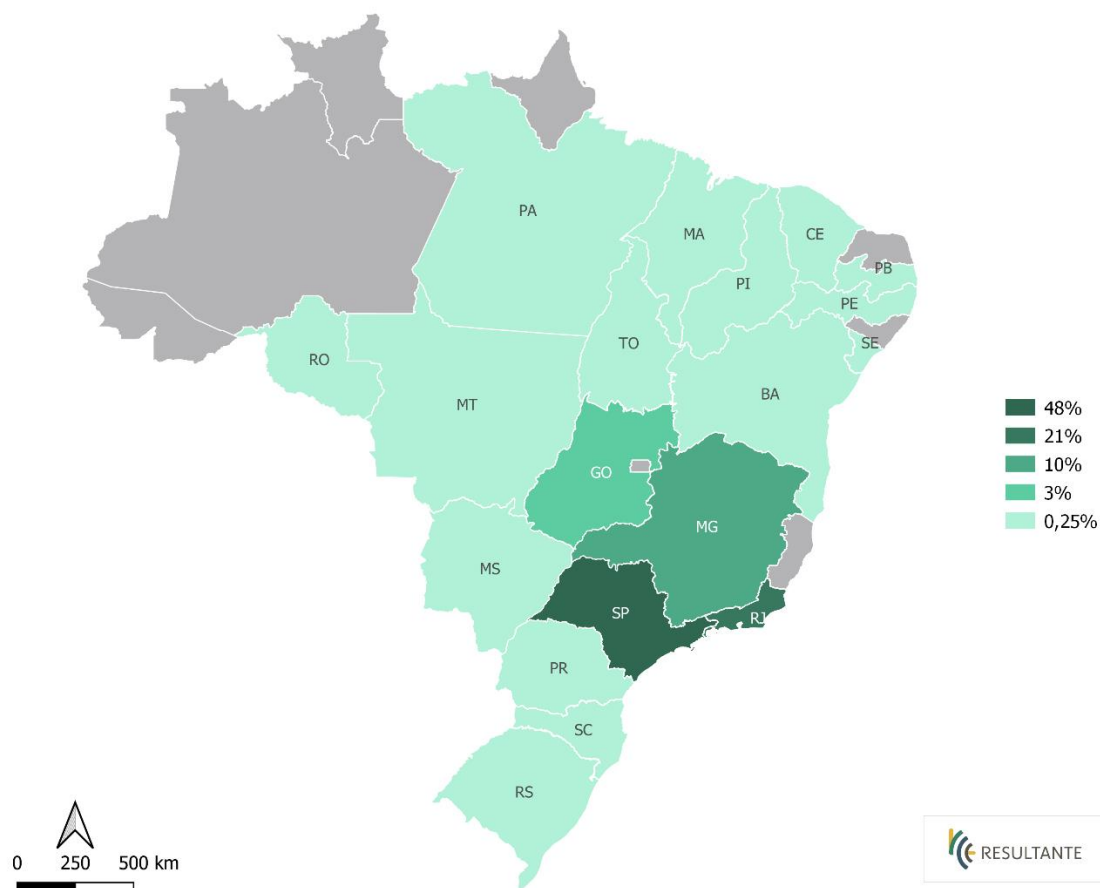 PA
MA
CE
PB
PI
PE
TO
SE
RO
BA
MT
GO
MG
MS
SP
RJ
PR
SC
RS
48%
21%
10%
3%
0,25%
0 250 500 km
RESULTANTE